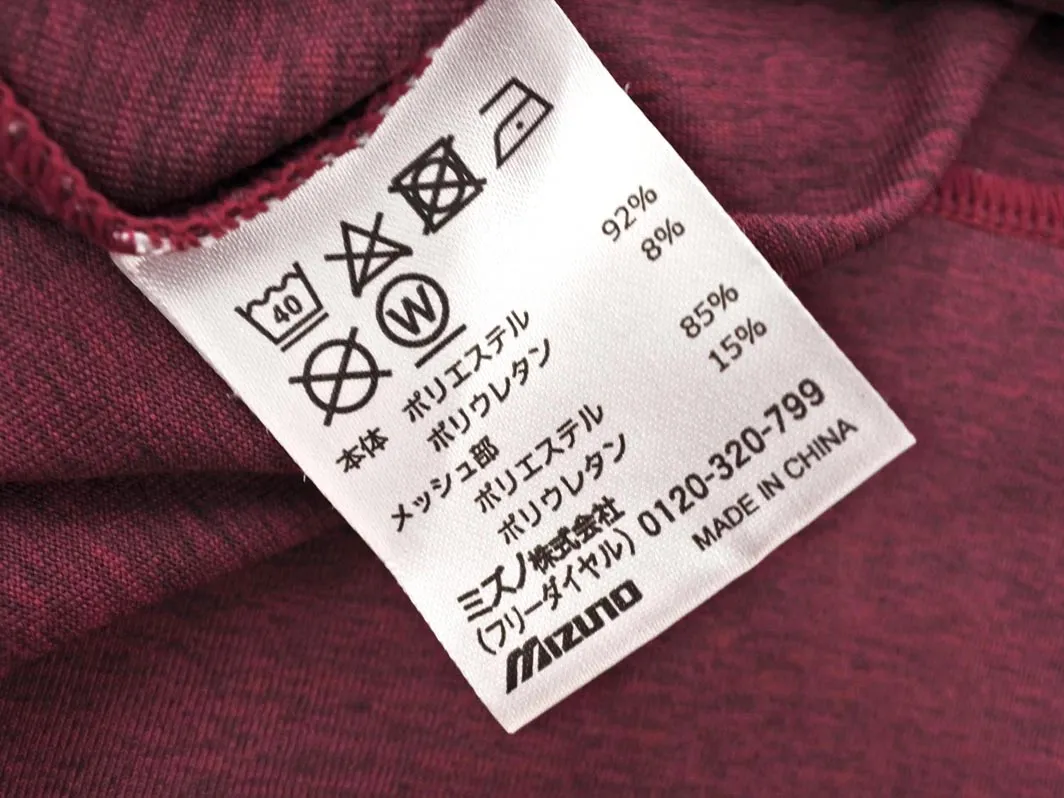 40
W
本体 ポリエステル 92%
ポリウレタン 8%
メッシュ部
ポリエステル 85%
ポリウレタン 15%
ミズノ株式会社
(フリーダイヤル) 0120-320-799
MADE IN CHINA
Mizuno